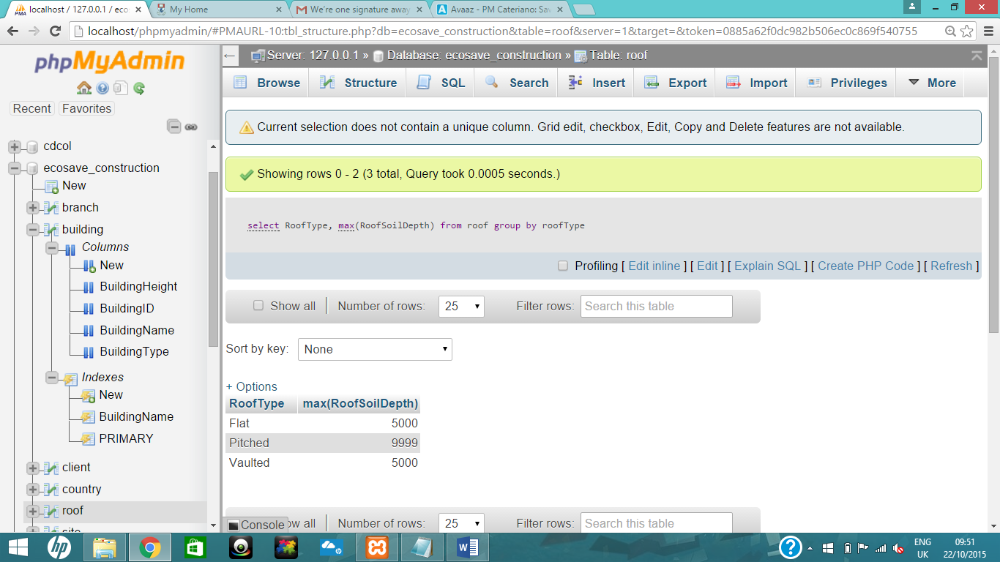 localhost / 127.0.0.1 / eco
My Home
We're one signature away
Avaaz - PM Cateriano: Sav
localhost/phpmyadmin/#PMAURL-10:tbl_structure.php?db=ecosave_construction&table=roof&server=1&target=&token=0885a62f0dc982b506ec0c869f540755
phpMyAdmin
Recent Favorites
cdcol
ecosave_construction
New
branch
building
Columns
New
BuildingHeight
BuildingID
BuildingName
BuildingType
Indexes
New
BuildingName
PRIMARY
client
country
roof
site
Server: 127.0.0.1 » Database: ecosave_construction » Table: roof
Browse Structure SQL Search Insert Export Import Privileges More
Current selection does not contain a unique column. Grid edit, checkbox, Edit, Copy and Delete features are not available.
Showing rows 0 - 2 (3 total, Query took 0.0005 seconds.)
select RoofType, max(RoofSoilDepth) from roof group by roofType
Profiling [ Edit inline ] [ Edit ] [ Explain SQL ] [ Create PHP Code ] [ Refresh ]
Show all Number of rows: 25 Filter rows: Search this table
Sort by key: None
+ Options
RoofType max(RoofSoilDepth)
Flat 5000
Pitched 9999
Vaulted 5000
Console
ow all Number of rows: 25 Filter rows: Search this table
hp
W
?
ENG
UK
09:51
22/10/2015